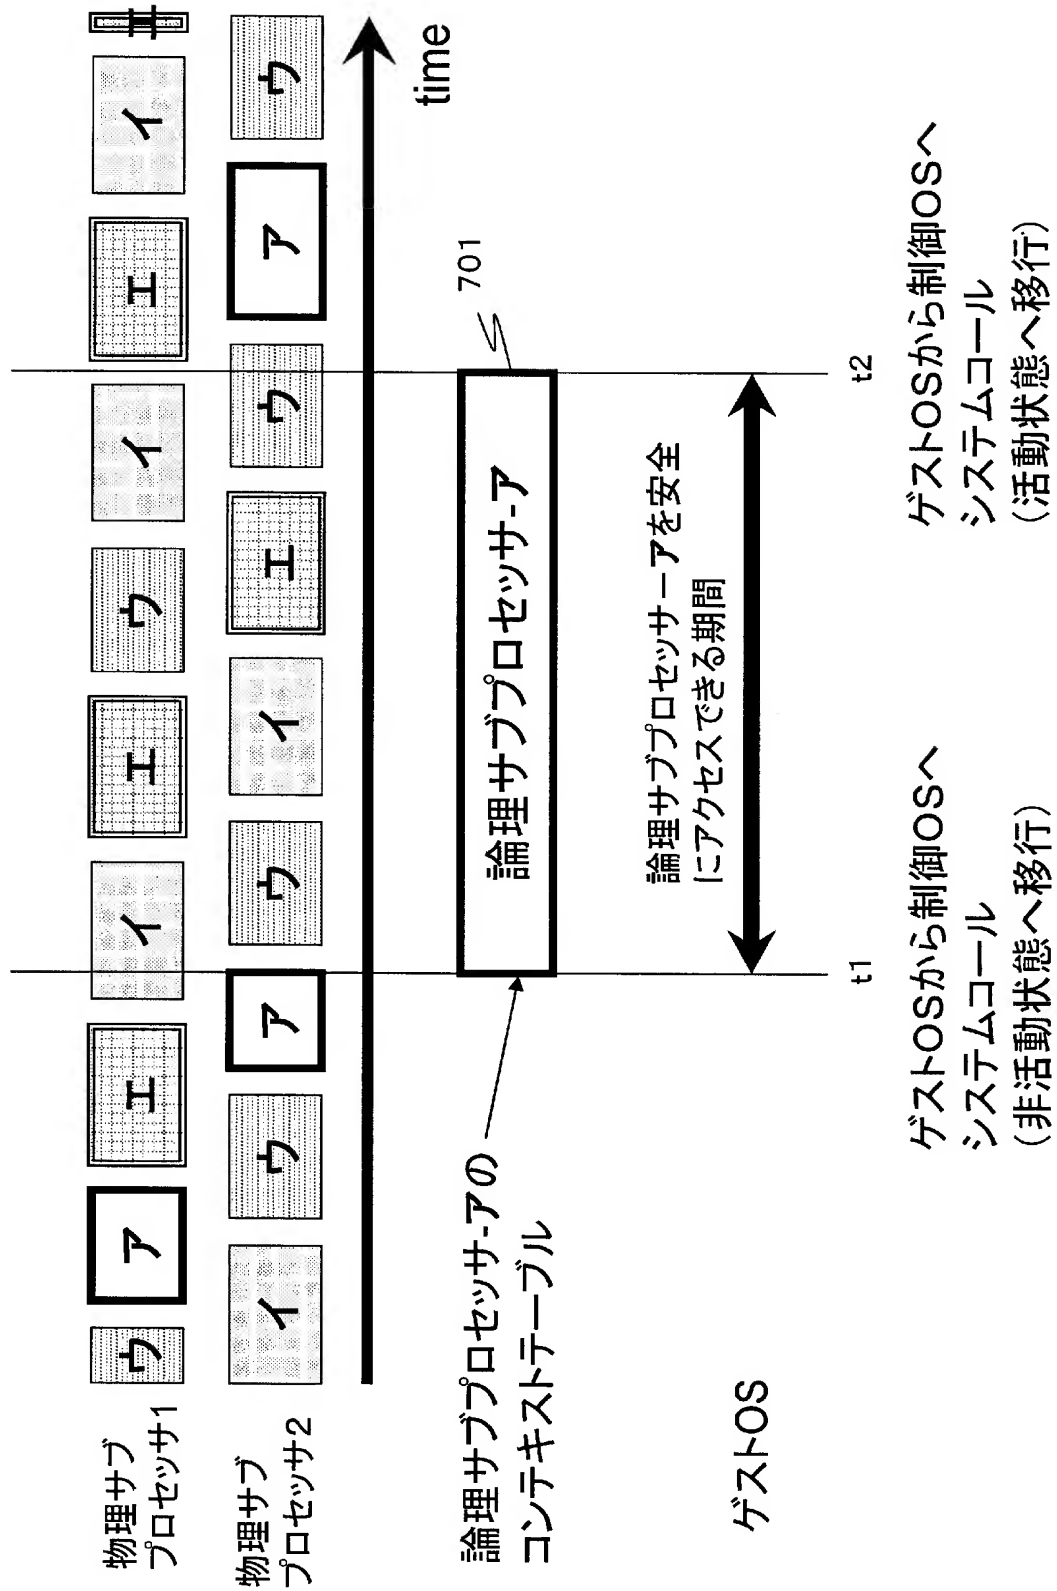 物理サブ
プロセッサ1
ウ
ア
エ
イ
エ
ウ
イ
エ
イ
エ
物理サブ
プロセッサ2
イ
ウ
ア
ウ
イ
エ
ウ
ア
ウ
time
論理サブプロセッサ-アの
コンテキストテーブル
論理サブプロセッサ-ア
701
ゲストOS
論理サブプロセッサーアを安全
にアクセスできる期間
t1
t2
ゲストOSから制御OSへ
システムコール
(非活動状態へ移行)
ゲストOSから制御OSへ
システムコール
(活動状態へ移行)